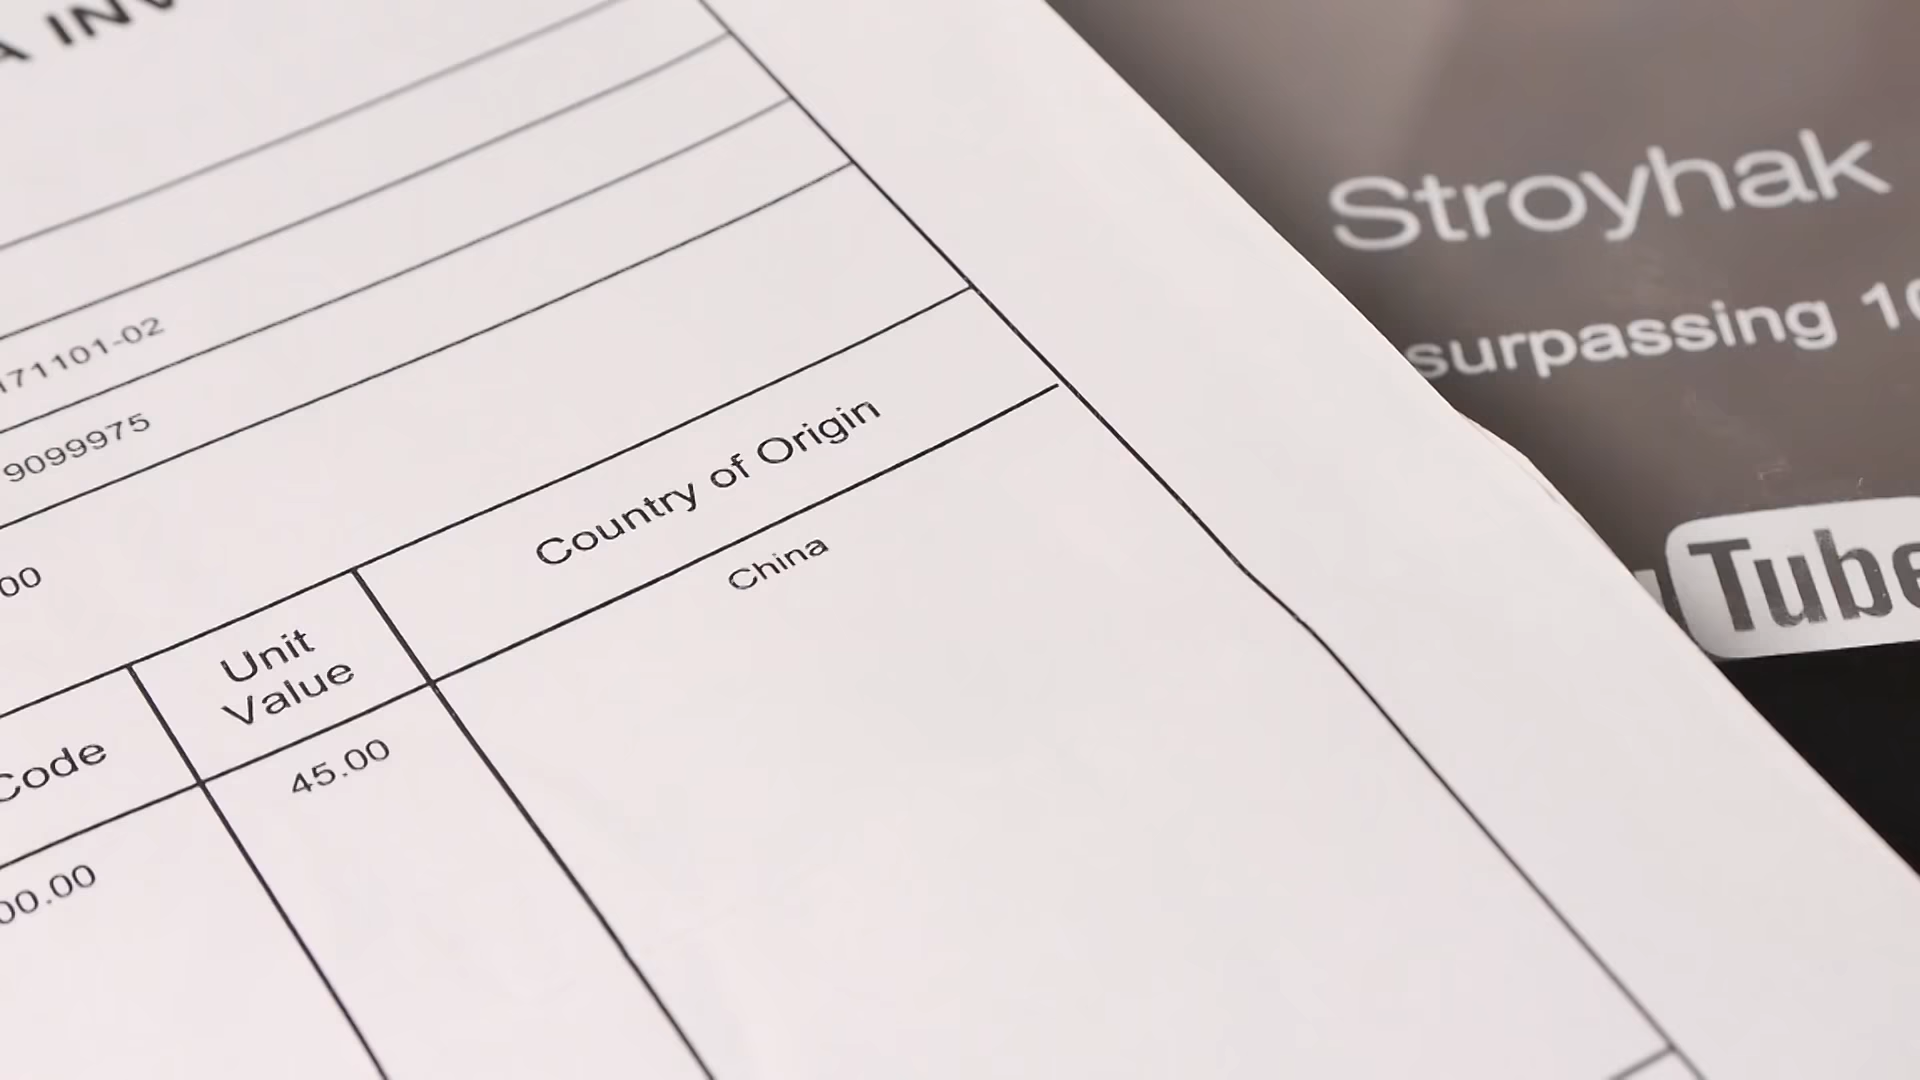 A INV
171101-02
9099975
00
Country of Origin
China
Unit
Value
45.00
Code
00.00
Stroyhak
surpassing 10
Tube